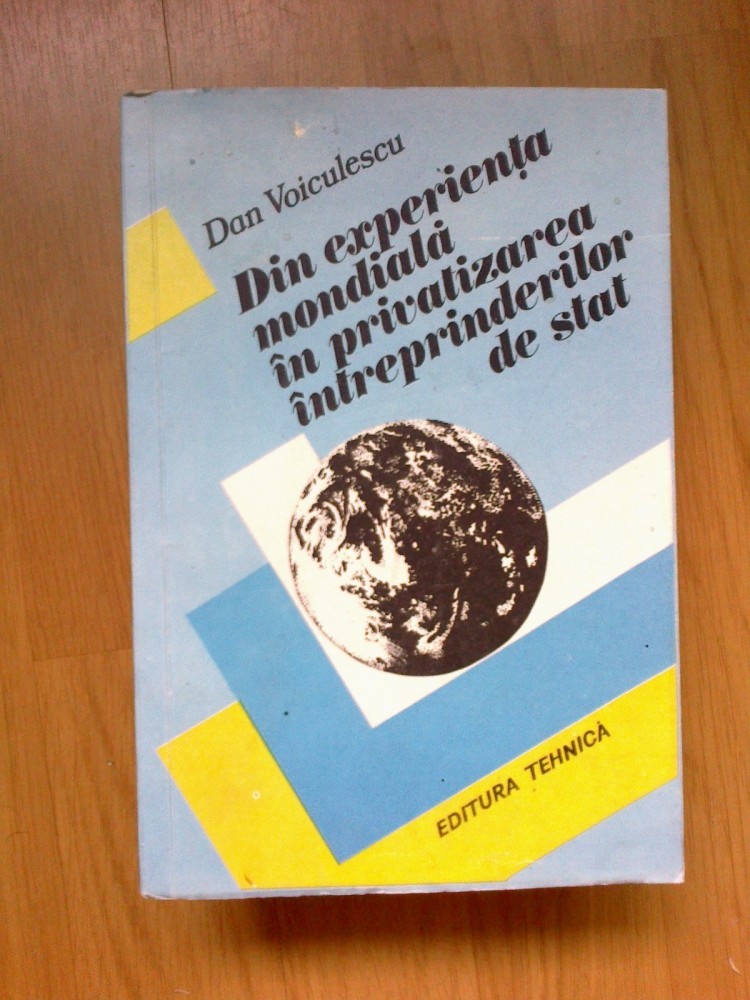 Dan Voiculescu
Din experiența
mondială
în privatizarea
întreprinderilor
de stat
EDITURA TEHNICĂ